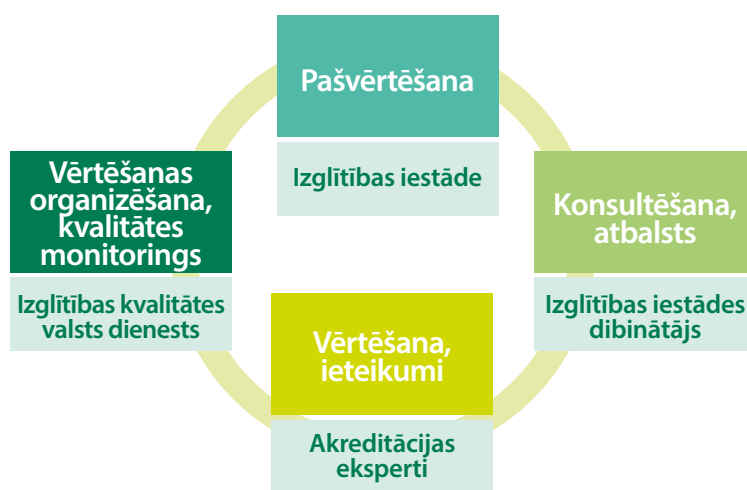 Pašvērtēšana
Izglītības iestāde
Vērtēšanas
organizēšana,
kvalitātes
monitorings
Izglītības kvalitātes
valsts dienests
Konsultēšana,
atbalsts
Izglītības iestādes
dibinātājs
Vērtēšana,
ieteikumi
Akreditācijas
eksperti